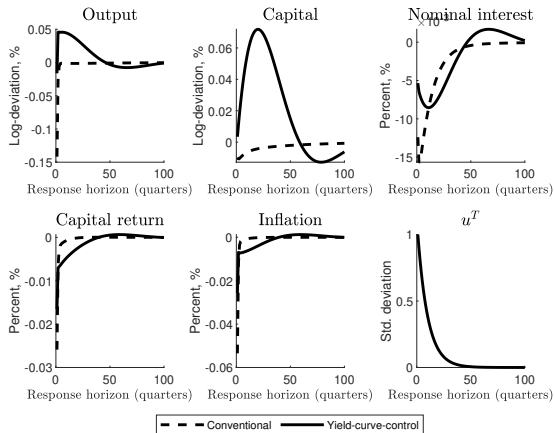 Output
Capital
Nominal interest
Log-deviation, %
0.05
0
-0.05
-0.1
-0.15
0 50 100
Response horizon (quarters)
Log-deviation, %
0.06
0.04
0.02
0
0 50 100
Response horizon (quarters)
Percent, %
0
-5
-10
-15
0 50 100
Response horizon (quarters)
Capital return
Inflation
u^T
Percent, %
0
-0.01
-0.02
-0.03
0 50 100
Response horizon (quarters)
Percent, %
0
-0.02
-0.04
-0.06
0 50 100
Response horizon (quarters)
Std. deviation
1
0.5
0
0 50 100
Response horizon (quarters)
Conventional
Yield-curve-control